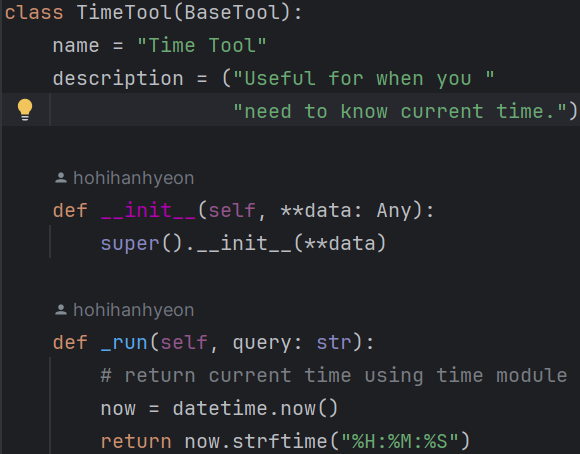 class TimeTool(BaseTool):
    name = "Time Tool"
    description = ("Useful for when you "
                   "need to know current time.")
    hohihanhyeon
    def __init__(self, **data: Any):
        super().__init__(**data)
    hohihanhyeon
    def _run(self, query: str):
        # return current time using time module
        now = datetime.now()
        return now.strftime("%H:%M:%S")